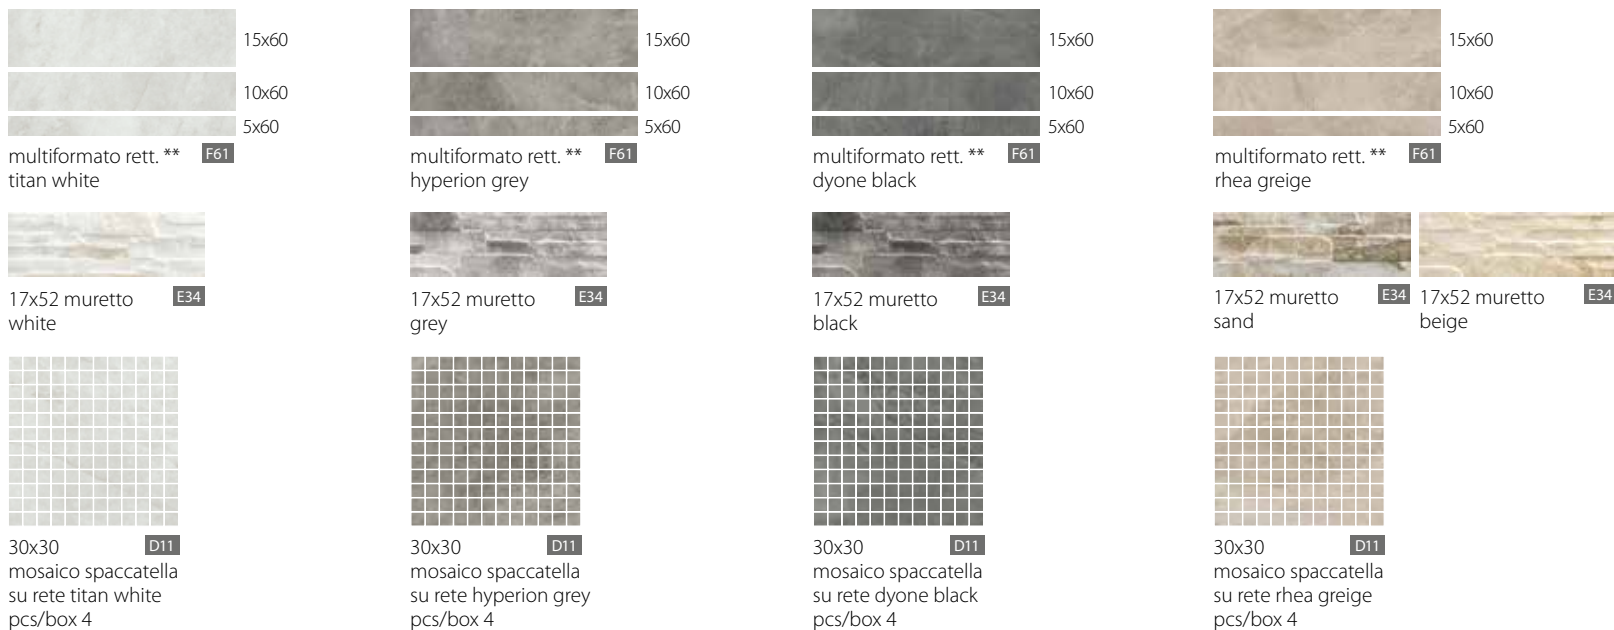 15x60
10x60
5x60
multiformato rett. ** F61
titan white
15x60
10x60
5x60
multiformato rett. ** F61
hyperion grey
15x60
10x60
5x60
multiformato rett. ** F61
dyone black
15x60
10x60
5x60
multiformato rett. ** F61
rhea greige
17x52 muretto E34
white
17x52 muretto E34
grey
17x52 muretto E34
black
17x52 muretto E34
sand
17x52 muretto E34
beige
30x30 D11
mosaico spaccatella
su rete titan white
pcs/box 4
30x30 D11
mosaico spaccatella
su rete hyperion grey
pcs/box 4
30x30 D11
mosaico spaccatella
su rete dyone black
pcs/box 4
30x30 D11
mosaico spaccatella
su rete rhea greige
pcs/box 4